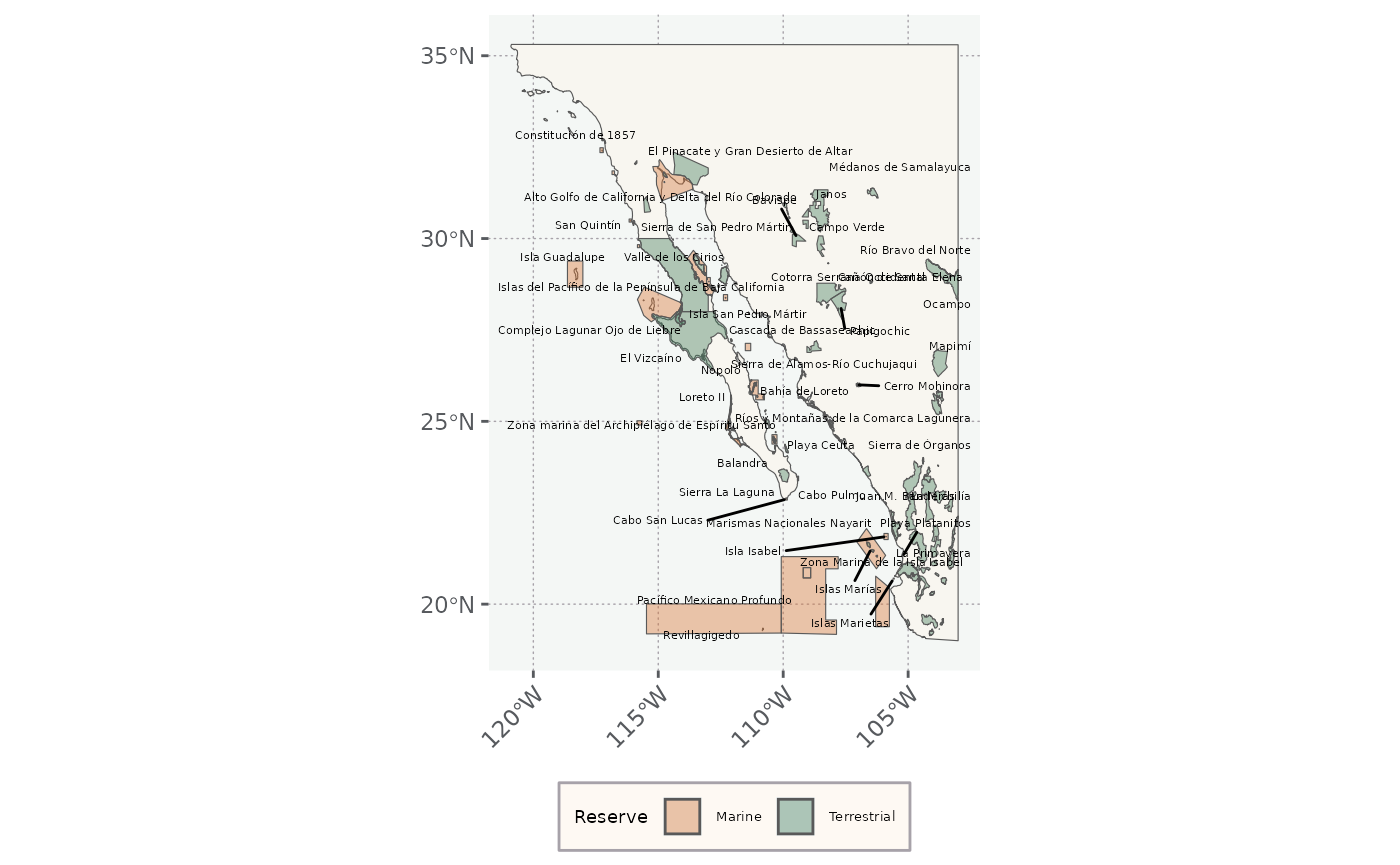 35°N
Constitución de 1857
El Pinacate y Gran Desierto de Altar
Médanos de Samalayuca
Alto Golfo de California y Delta del Río Colorado
Bavispe
Janos
San Quintín
Sierra de San Pedro Mártir
Campo Verde
30°N
Río Bravo del Norte
Isla Guadalupe
Valle de los Cirios
Cañón de Santa Elena
Islas del Pacífico de la Península de Baja California
Ocampo
Isla San Pedro Mártir
Complejo Lagunar Ojo de Liebre
Cascada de Bassaseachic
Papigochic
Mapimí
El Vizcaíno
Nopoló
Sierra de Álamos-Río Cuchujaqui
Cerro Mohinora
Loreto II
Bahía de Loreto
25°N
Zona marina del Archipiélago de Espíritu Santo
Ríos y Montañas de la Comarca Lagunera
Playa Ceuta
Sierra de Órganos
Balandra
Sierra La Laguna
Cabo Pulmo
Cabo San Lucas
Marismas Nacionales Nayarit
Playa Platanitos
Isla Isabel
La Primavera
Zona Marina de la Isla Isabel
Islas Marías
20°N
Pacífico Mexicano Profundo
Islas Marietas
Revillagigedo
120°W
115°W
110°W
105°W
Reserve
Marine
Terrestrial